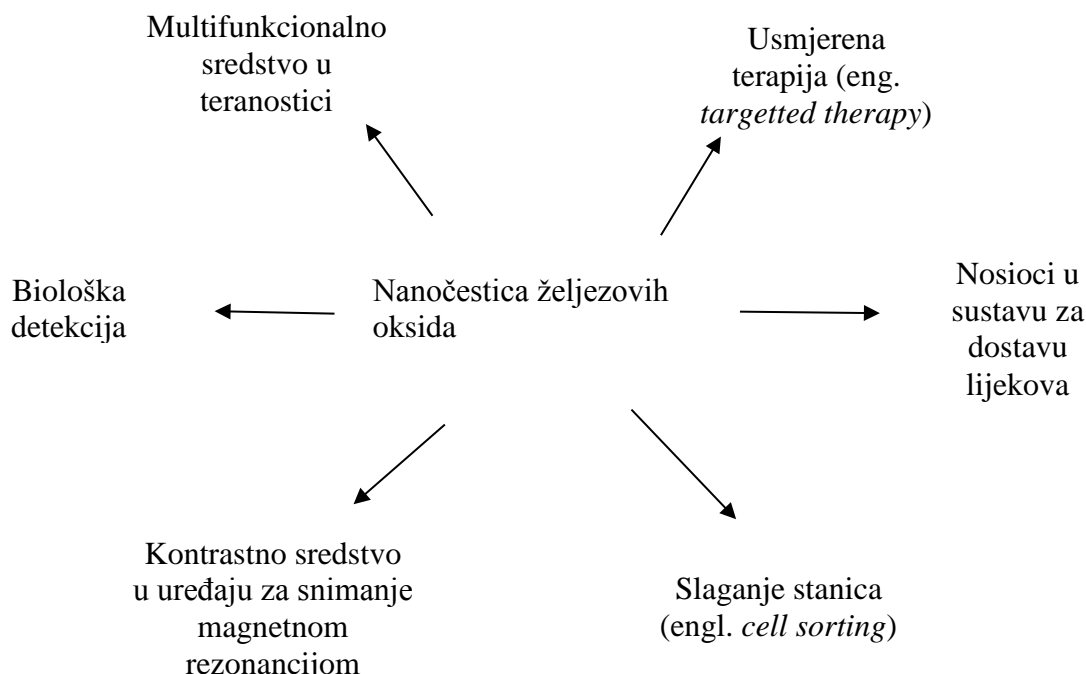 Multifunkcionalno
sredstvo u
teranostici
Usmjerena
terapija (eng.
targetted therapy)
Biološka
detekcija
Nanočestica željezovih
oksida
Nosioci u
sustavu za
dostavu
lijekova
Kontrastno sredstvo
u uređaju za snimanje
magnetnom
rezonancijom
Slaganje stanica
(engl. cell sorting)